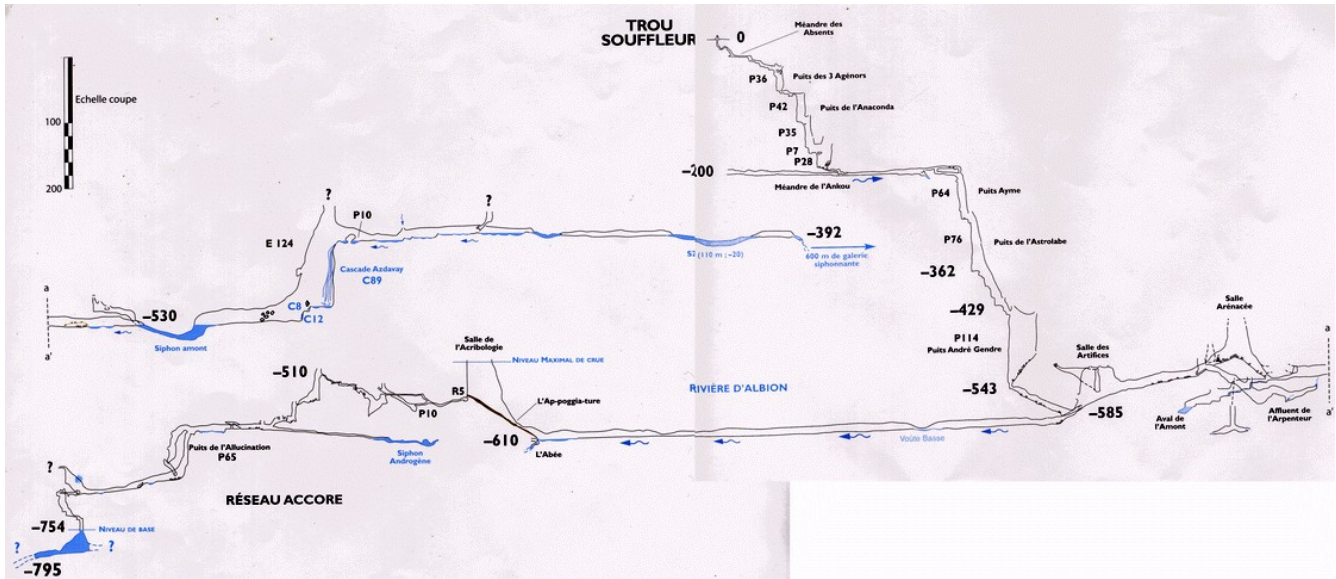 TROU
SOUFFLEUR
0
Méandre des
Absents
P36
Puits des 3 Agénors
P42
Puits de l'Anaconda
P35
P7
P28
Echelle coupe
100
200
–200
Méandre de l'Ankou
P64
Puits Ayme
P76
Puits de l'Astrolabe
–362
–429
P114
Puits André Gendre
–543
–585
?
P10
?
E 124
Cascade Azdavay
C89
C8
C12
S2 (110 m ; –20)
–392
600 m de galerie
siphonnante
a
a'
–530
Siphon amont
Salle des
Artifices
Salle
Arénacée
a
a'
Aval de
l'Amont
Affluent de
l'Arpenteur
Salle de
l'Acribologie
NIVEAU MAXIMAL DE CRUE
–510
R5
P10
L'Ap-poggia-ture
–610
L'Abée
RIVIÈRE D'ALBION
Voûte Basse
Puits de l'Allucination
P65
Siphon
Androgène
RÉSEAU ACCORE
?
–754
NIVEAU DE BASE
?
?
–795